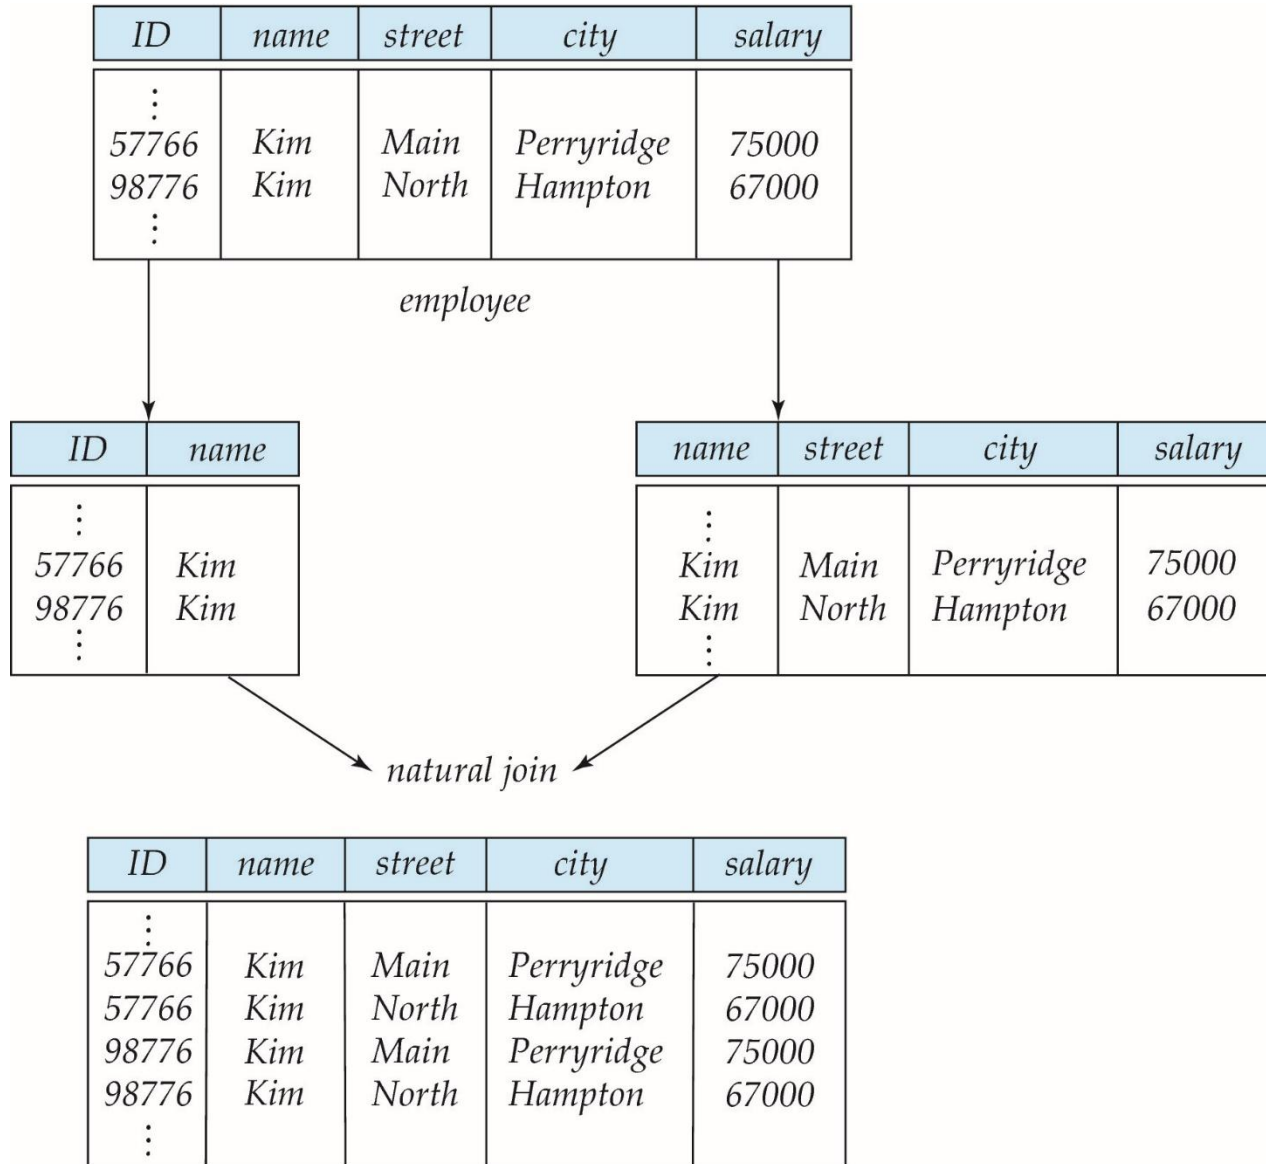 ID name street city salary
⋮
57766 Kim Main Perryridge 75000
98776 Kim North Hampton 67000
⋮
employee
ID name
⋮
57766 Kim
98776 Kim
⋮
name street city salary
⋮
Kim Main Perryridge 75000
Kim North Hampton 67000
⋮
natural join
ID name street city salary
⋮
57766 Kim Main Perryridge 75000
57766 Kim North Hampton 67000
98776 Kim Main Perryridge 75000
98776 Kim North Hampton 67000
⋮